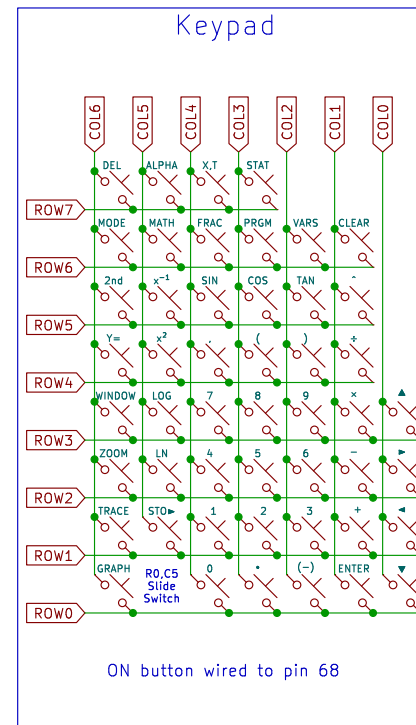 Keypad
COL6 COL5 COL4 COL3 COL2 COL1 COL0
DEL ALPHA X,T STAT
ROW7
MODE MATH FRAC PRGM VARS CLEAR
ROW6
2nd x⁻¹ SIN COS TAN ^
ROW5
Y= x² , ( ) ÷
ROW4
WINDOW LOG 7 8 9 × ▲
ROW3
ZOOM LN 4 5 6 - ►
ROW2
TRACE STO► 1 2 3 + ◄
ROW1
GRAPH R0,C5 0 • (-) ENTER ▼
Slide
Switch
ROW0
ON button wired to pin 68